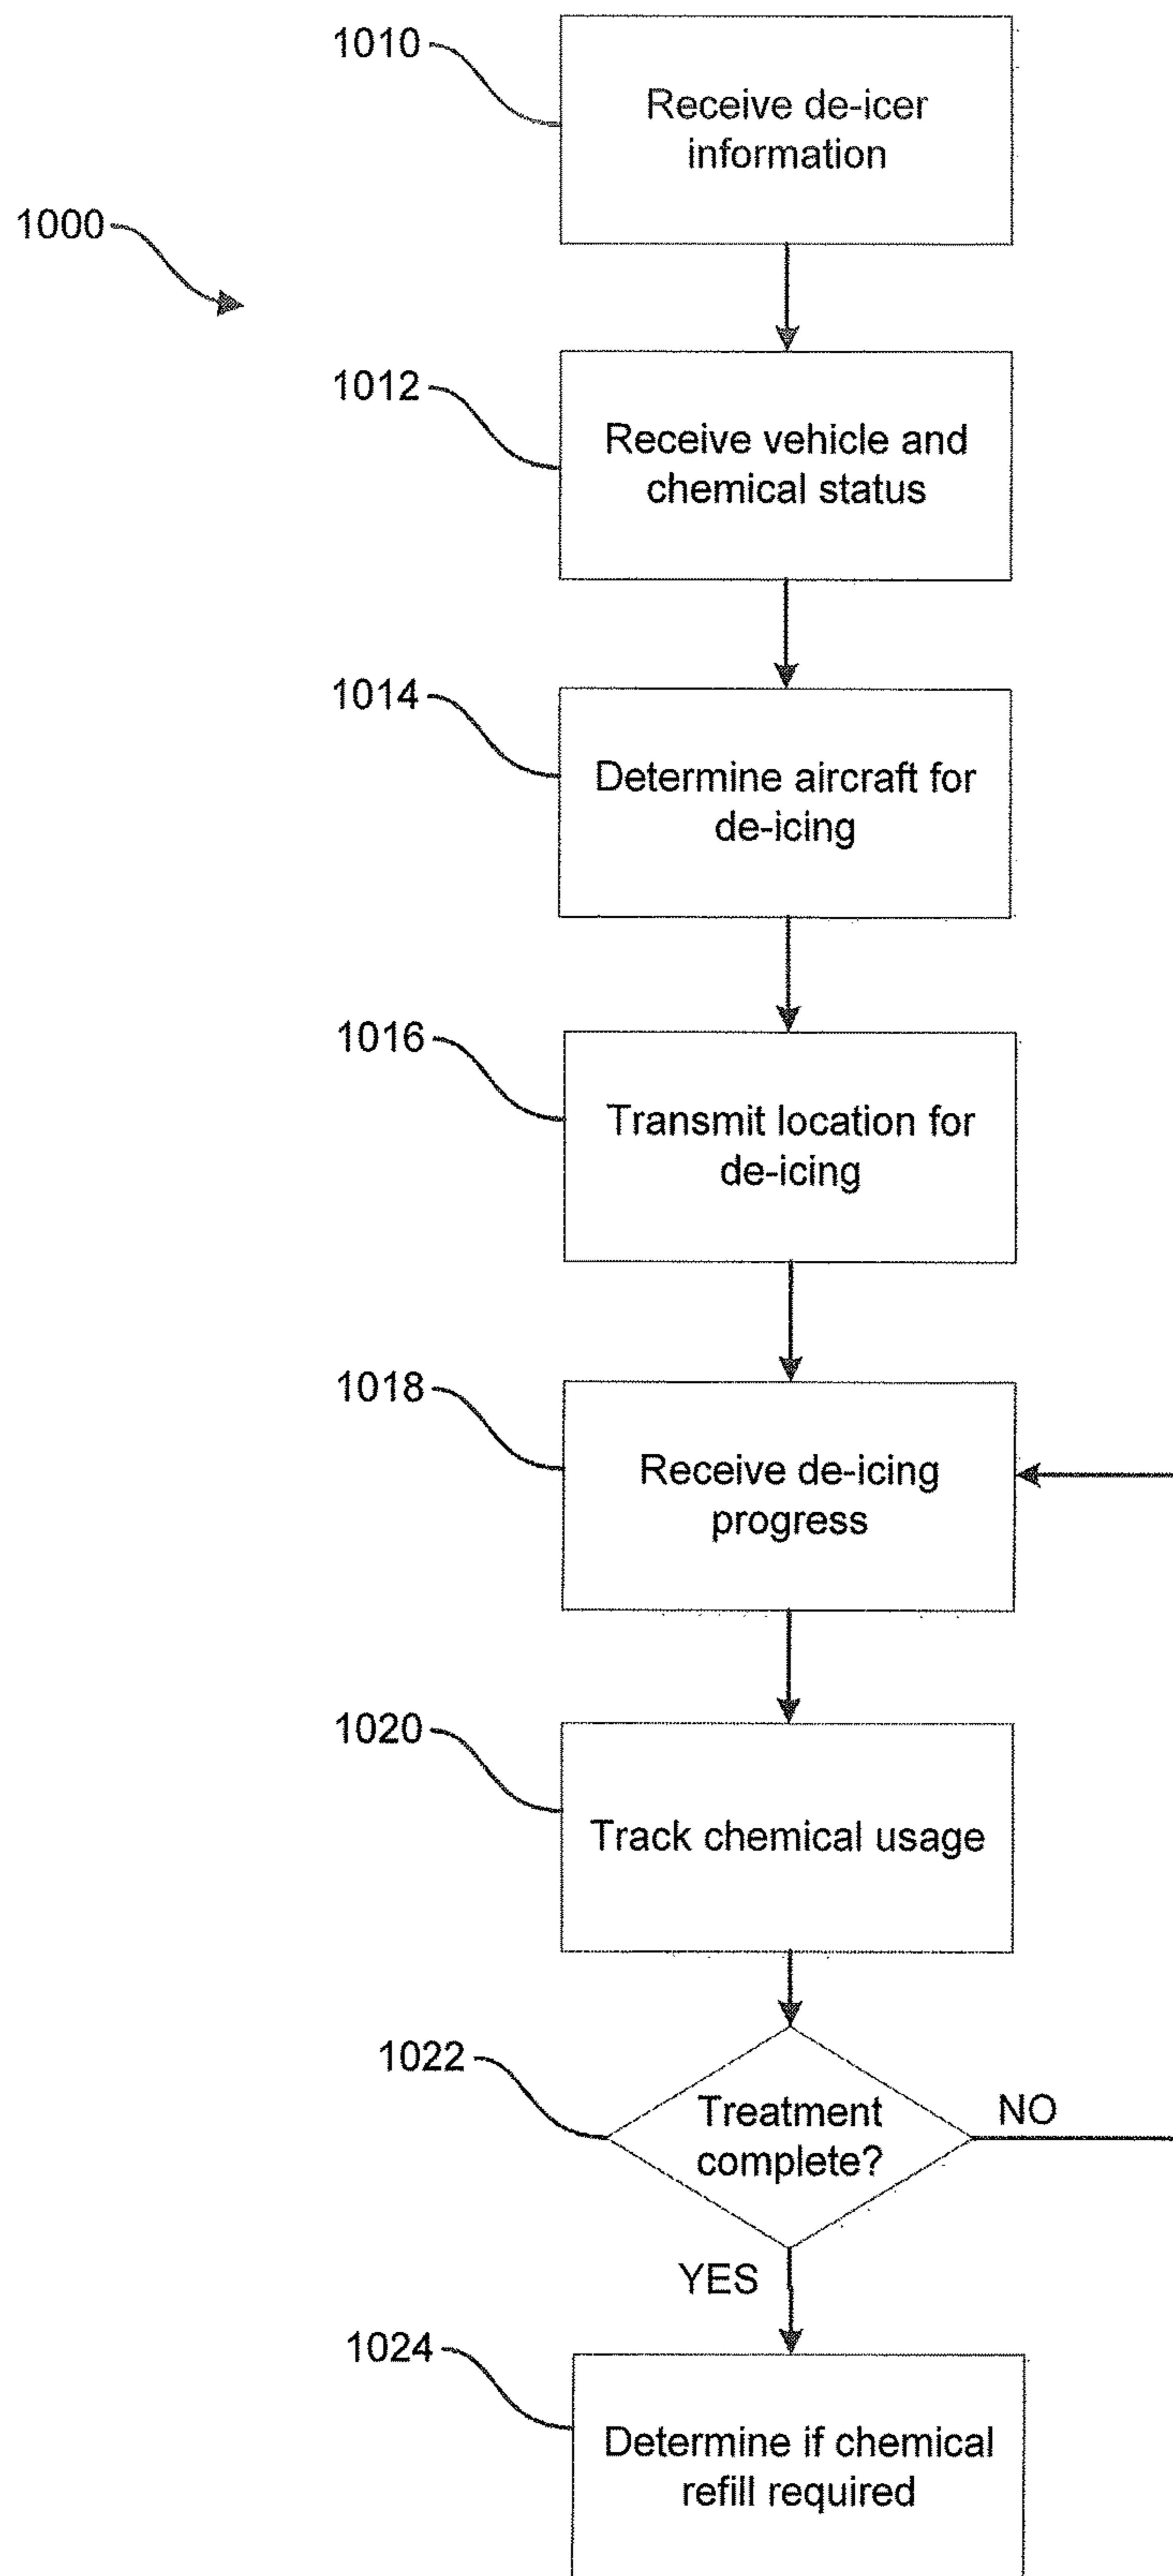 1010
Receive de-icer
information
1000
1012
Receive vehicle and
chemical status
1014
Determine aircraft for
de-icing
1016
Transmit location for
de-icing
1018
Receive de-icing
progress
1020
Track chemical usage
1022
Treatment
complete?
NO
YES
1024
Determine if chemical
refill required